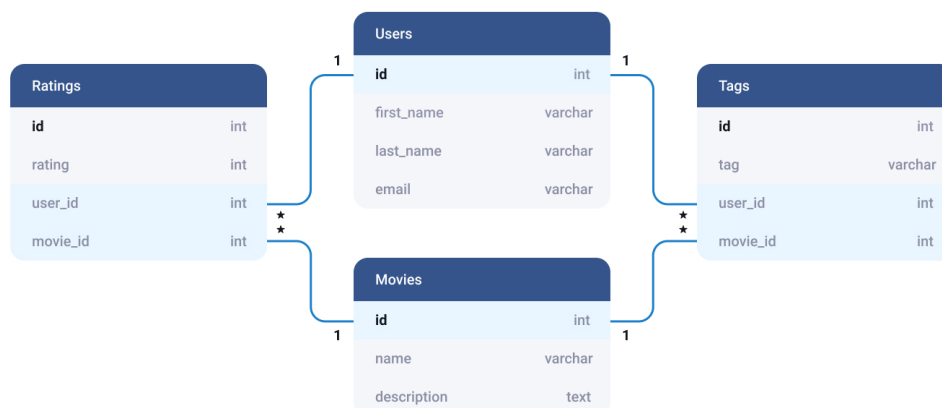 Users
id int
first_name varchar
last_name varchar
email varchar
Ratings
id int
rating int
user_id int
movie_id int
Tags
id int
tag varchar
user_id int
movie_id int
Movies
id int
name varchar
description text
1
1
*
*
*
*
1
1